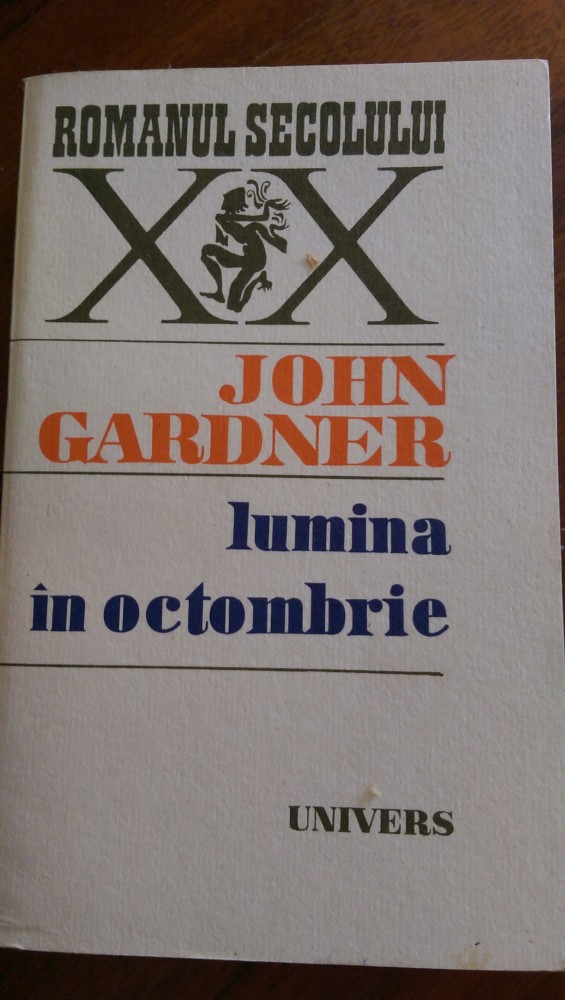 ROMANUL SECOLULUI
XX
JOHN
GARDNER
lumina
în octombrie
UNIVERS